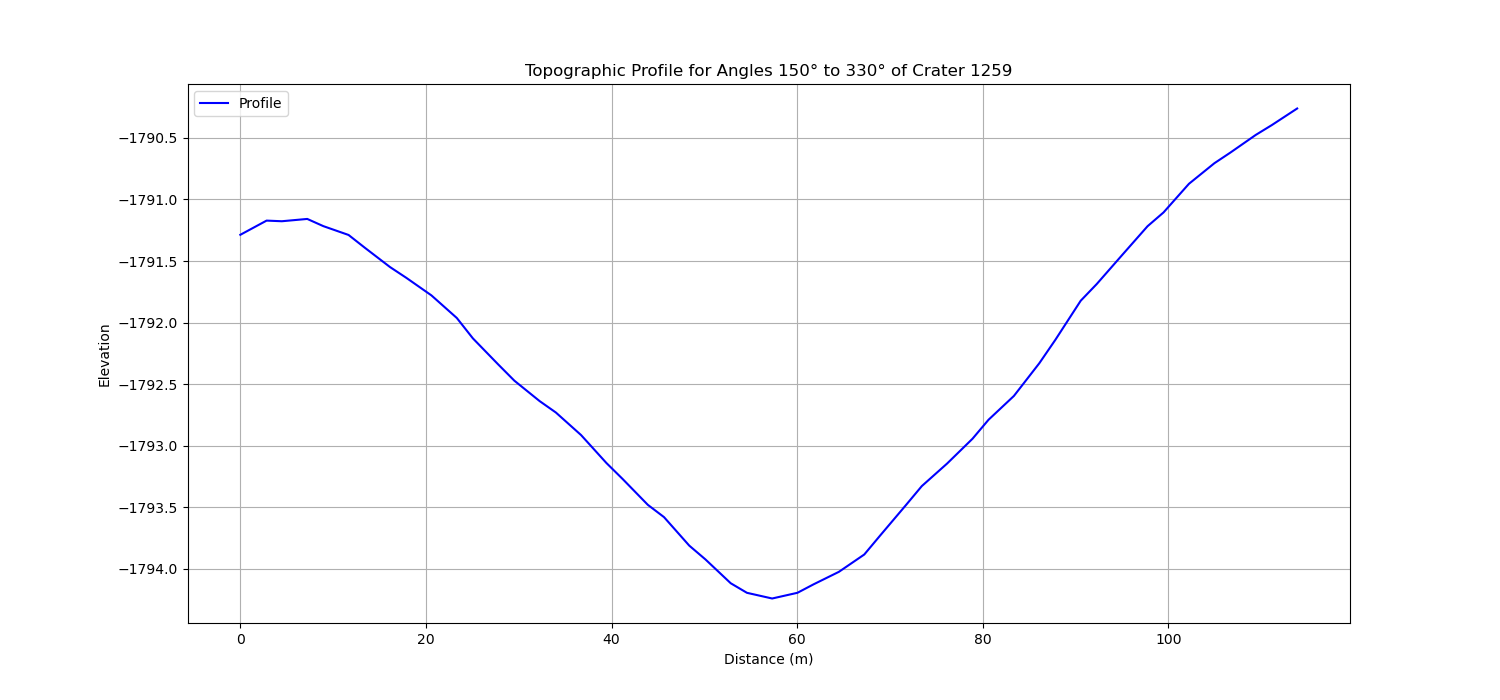 Topographic Profile for Angles 150° to 330° of Crater 1259
Profile
−1790.5
−1791.0
−1791.5
−1792.0
−1792.5
−1793.0
−1793.5
−1794.0
Elevation
0 20 40 60 80 100
Distance (m)